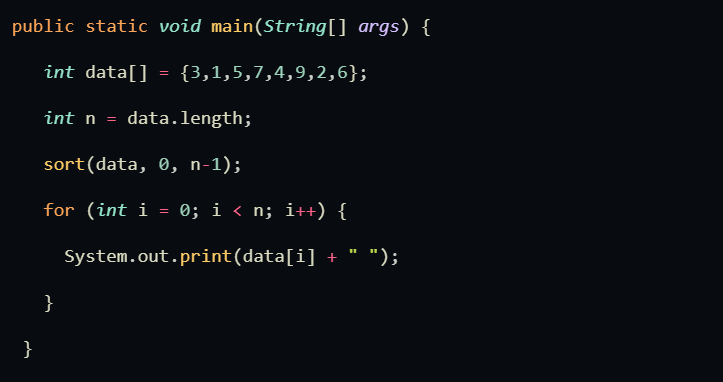 public static void main(String[] args) {
int data[] = {3,1,5,7,4,9,2,6};
int n = data.length;
sort(data, 0, n-1);
for (int i = 0; i < n; i++) {
System.out.print(data[i] + " ");
}
}